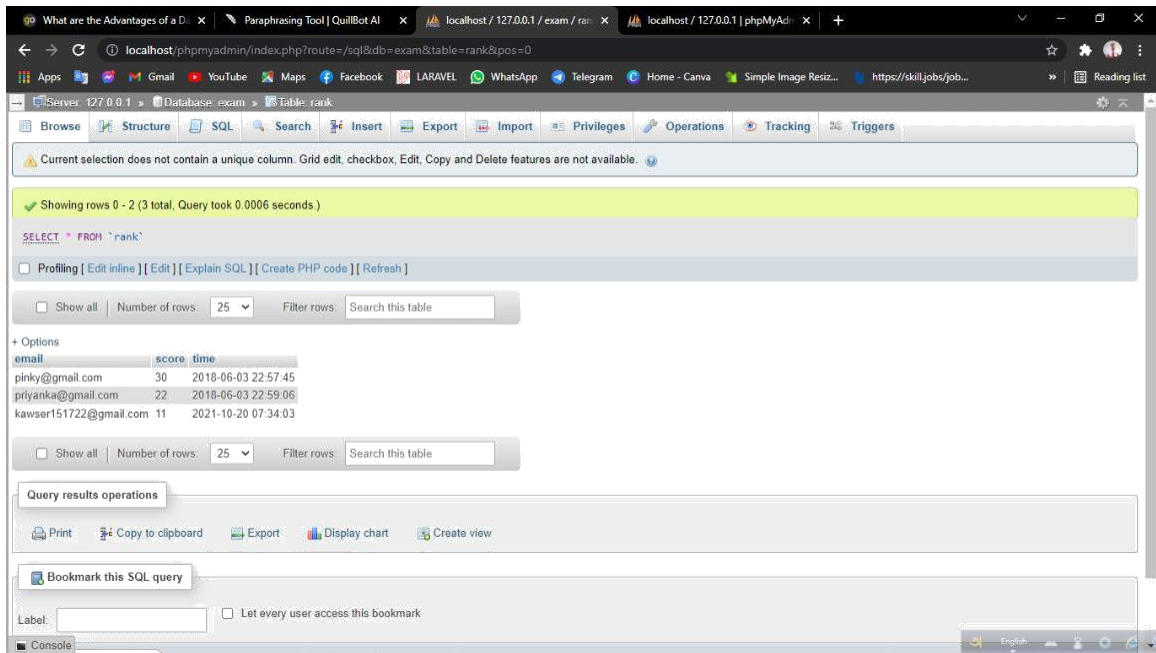 What are the Advantages of a Da
Paraphrasing Tool | QuillBot AI
localhost / 127.0.0.1 / exam / ran
localhost / 127.0.0.1 | phpMyAdm
localhost/phpmyadmin/index.php?route=/sql&db=exam&table=rank&pos=0
Apps Gmail YouTube Maps Facebook LARAVEL WhatsApp Telegram Home - Canva Simple Image Resiz... https://skill.jobs/job... » Reading list
Server: 127.0.0.1 » Database: exam » Table: rank
Browse Structure SQL Search Insert Export Import Privileges Operations Tracking Triggers
Current selection does not contain a unique column. Grid edit, checkbox, Edit, Copy and Delete features are not available.
Showing rows 0 - 2 (3 total, Query took 0.0006 seconds.)
SELECT * FROM `rank`
Profiling [ Edit inline ] [ Edit ] [ Explain SQL ] [ Create PHP code ] [ Refresh ]
Show all | Number of rows: 25 Filter rows: Search this table
+ Options
email score time
pinky@gmail.com 30 2018-06-03 22:57:45
priyanka@gmail.com 22 2018-06-03 22:59:06
kawser151722@gmail.com 11 2021-10-20 07:34:03
Show all | Number of rows: 25 Filter rows: Search this table
Query results operations
Print Copy to clipboard Export Display chart Create view
Bookmark this SQL query
Label: Let every user access this bookmark
Console
English